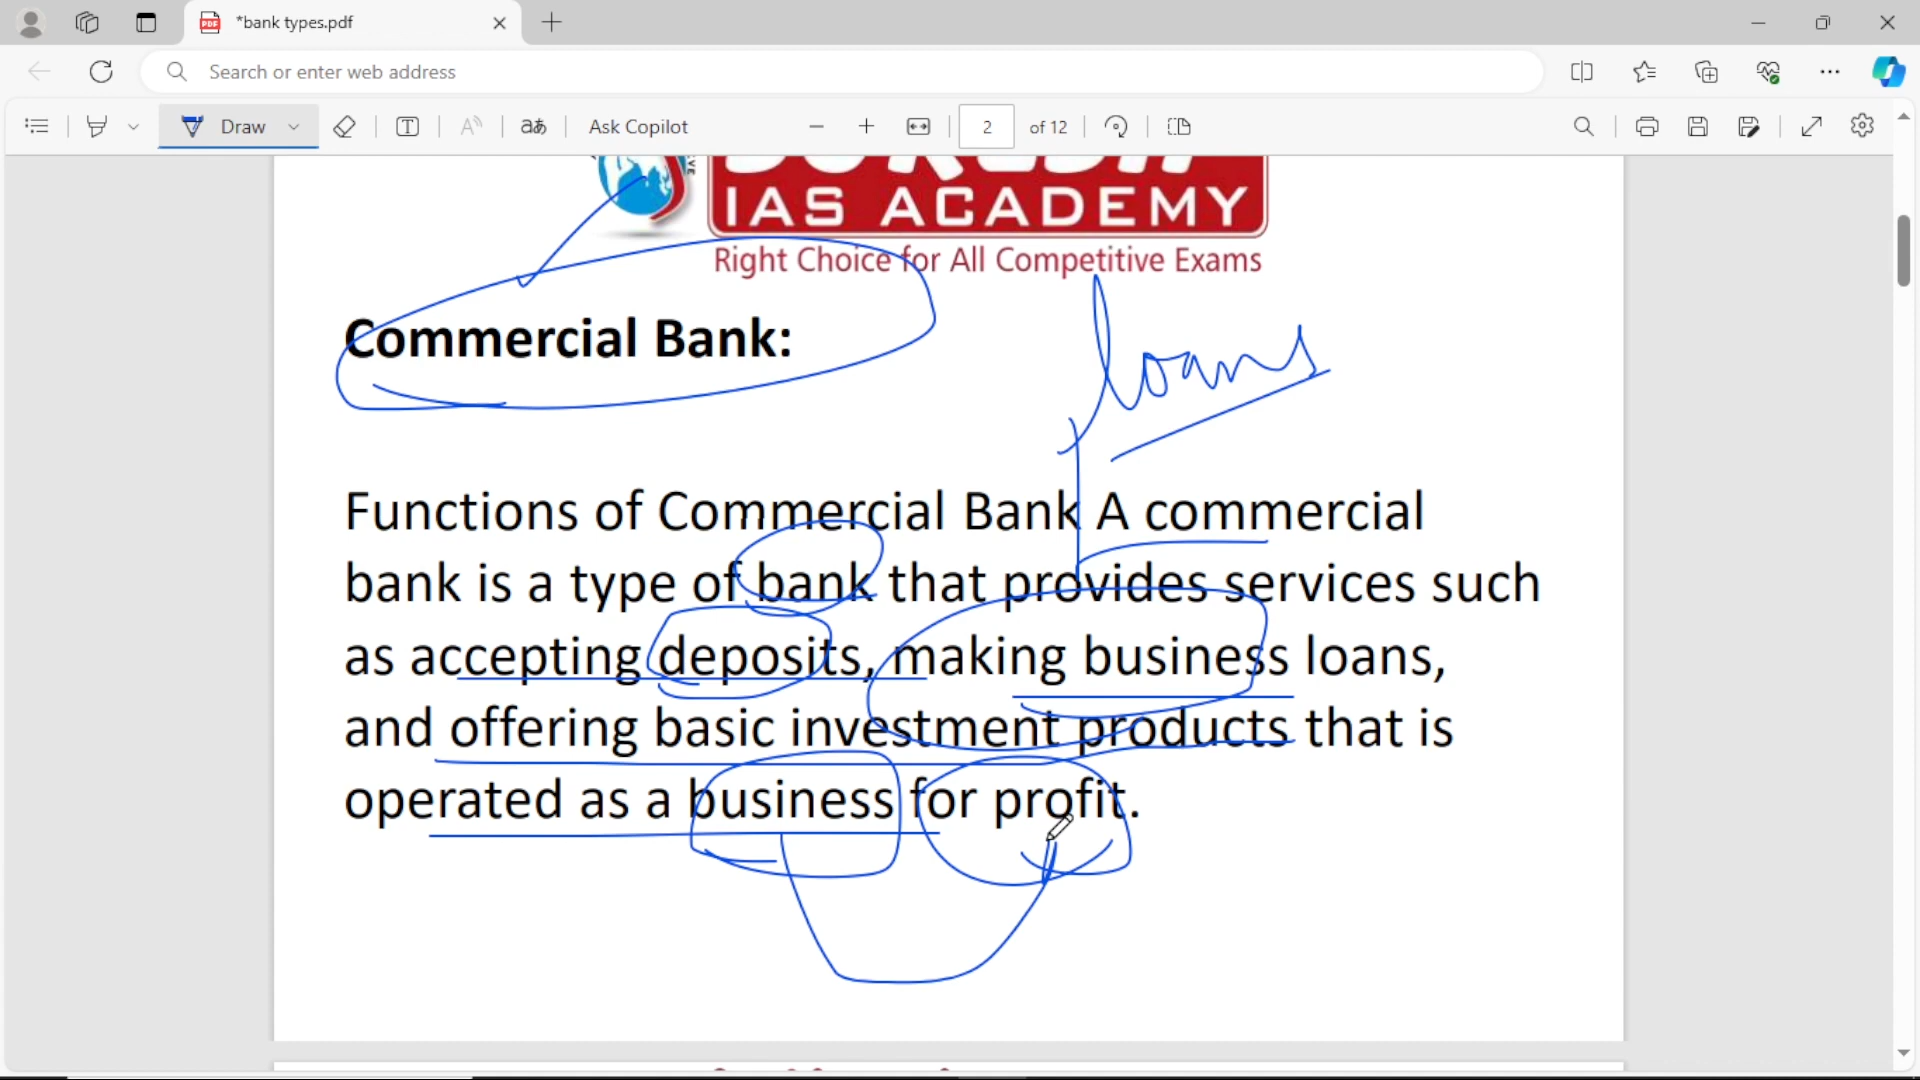 *bank types.pdf
Search or enter web address
Draw
Ask Copilot
2 of 12
IAS ACADEMY
Right Choice for All Competitive Exams
Commercial Bank:
loans
Functions of Commercial Bank A commercial
bank is a type of bank that provides services such
as accepting deposits, making business loans,
and offering basic investment products that is
operated as a business for profit.